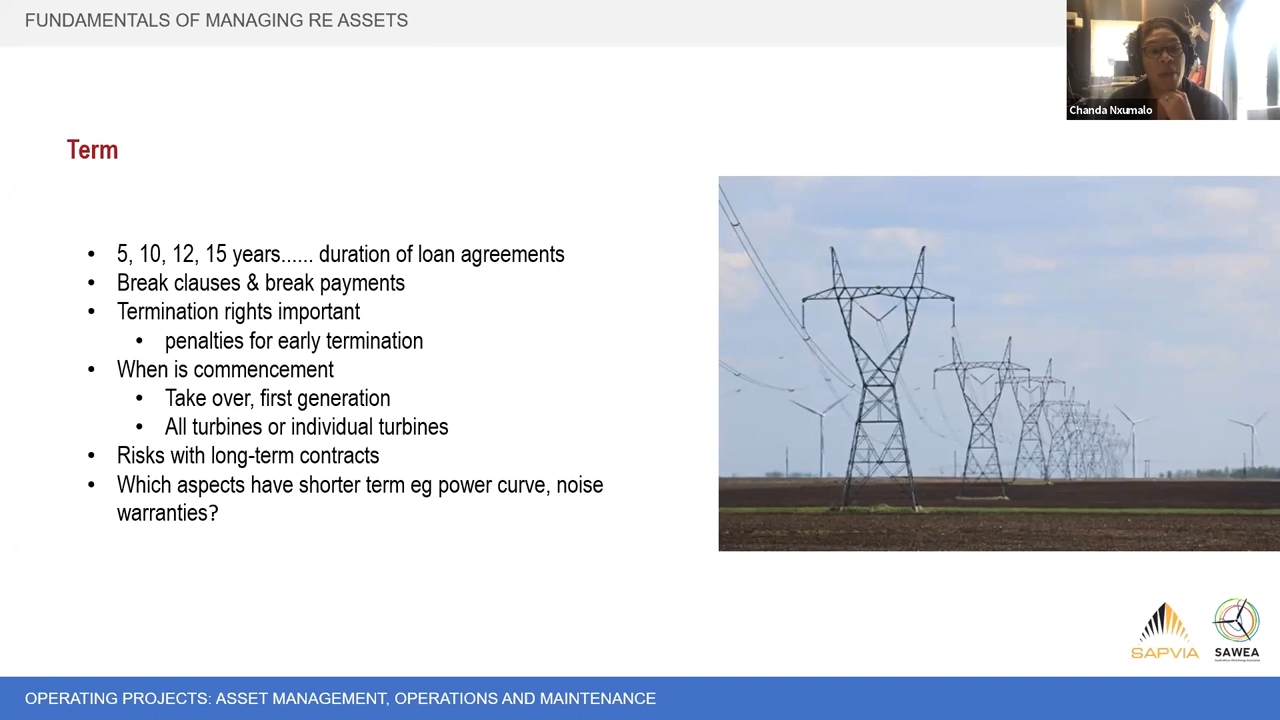 FUNDAMENTALS OF MANAGING RE ASSETS
Chanda Nxumalo
Term
• 5, 10, 12, 15 years...... duration of loan agreements
• Break clauses & break payments
• Termination rights important
• penalties for early termination
• When is commencement
• Take over, first generation
• All turbines or individual turbines
• Risks with long-term contracts
• Which aspects have shorter term eg power curve, noise
warranties?
SAPVIA
SAWEA
OPERATING PROJECTS: ASSET MANAGEMENT, OPERATIONS AND MAINTENANCE